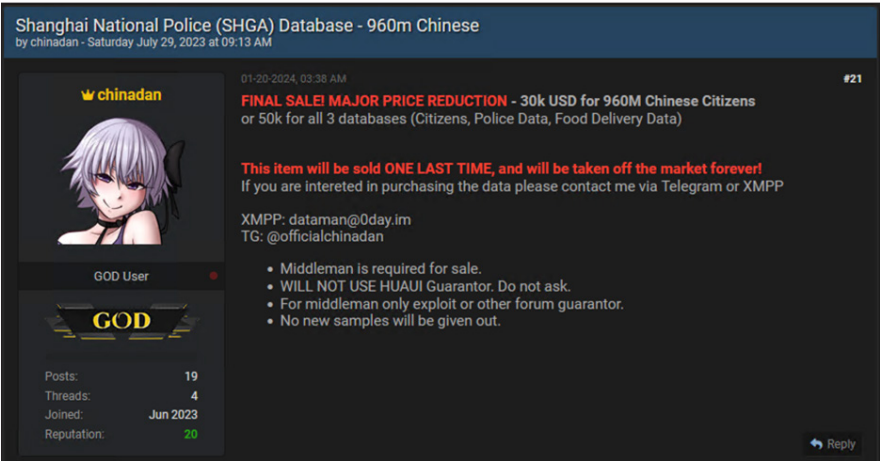 Shanghai National Police (SHGA) Database - 960m Chinese
by chinadan - Saturday July 29, 2023 at 09:13 AM
chinadan
GOD User
GOD
Posts: 19
Threads: 4
Joined: Jun 2023
Reputation: 20
01-20-2024, 03:38 AM
#21
FINAL SALE! MAJOR PRICE REDUCTION - 30k USD for 960M Chinese Citizens
or 50k for all 3 databases (Citizens, Police Data, Food Delivery Data)
This item will be sold ONE LAST TIME, and will be taken off the market forever!
If you are intereted in purchasing the data please contact me via Telegram or XMPP
XMPP: dataman@0day.im
TG: @officialchinadan
• Middleman is required for sale.
• WILL NOT USE HUAUI Guarantor. Do not ask.
• For middleman only exploit or other forum guarantor.
• No new samples will be given out.
Reply